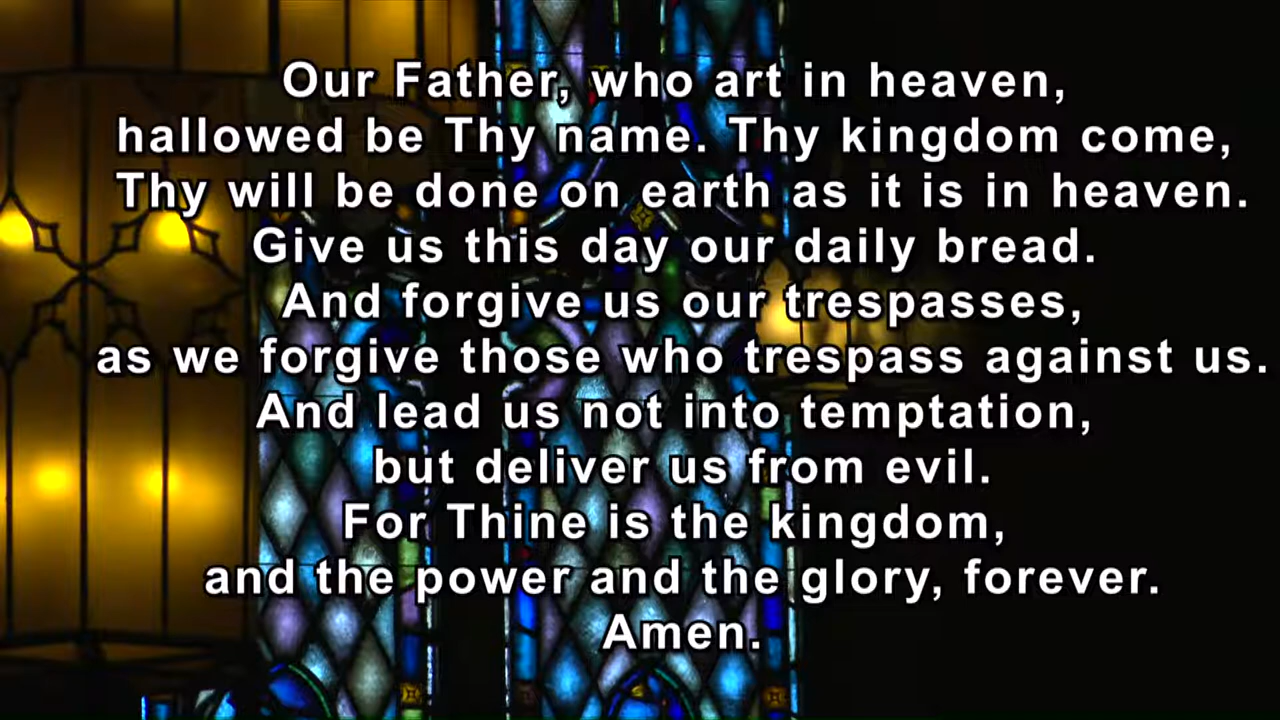 Our Father, who art in heaven,
hallowed be Thy name. Thy kingdom come,
Thy will be done on earth as it is in heaven.
Give us this day our daily bread.
And forgive us our trespasses,
as we forgive those who trespass against us.
And lead us not into temptation,
but deliver us from evil.
For Thine is the kingdom,
and the power and the glory, forever.
Amen.